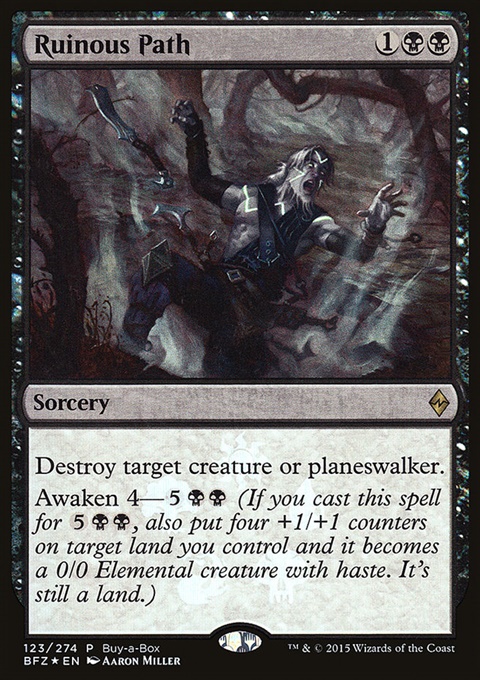 Ruinous Path 1
Sorcery
Destroy target creature or planeswalker.
Awaken 4—5 (If you cast this spell
for 5, also put four +1/+1 counters
on target land you control and it becomes
a 0/0 Elemental creature with haste. It's
still a land.)
123/274 P Buy-a-Box
BFZ ★ EN Aaron Miller
™ & © 2015 Wizards of the Coast